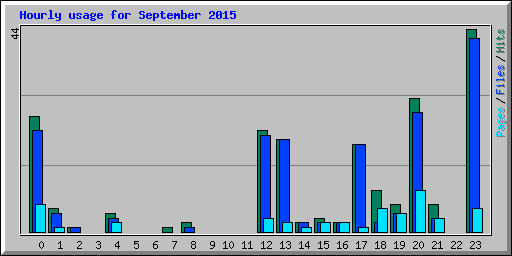 Hourly usage for September 2015
44
Pages / Files / Hits
0 1 2 3 4 5 6 7 8 9 10 11 12 13 14 15 16 17 18 19 20 21 22 23